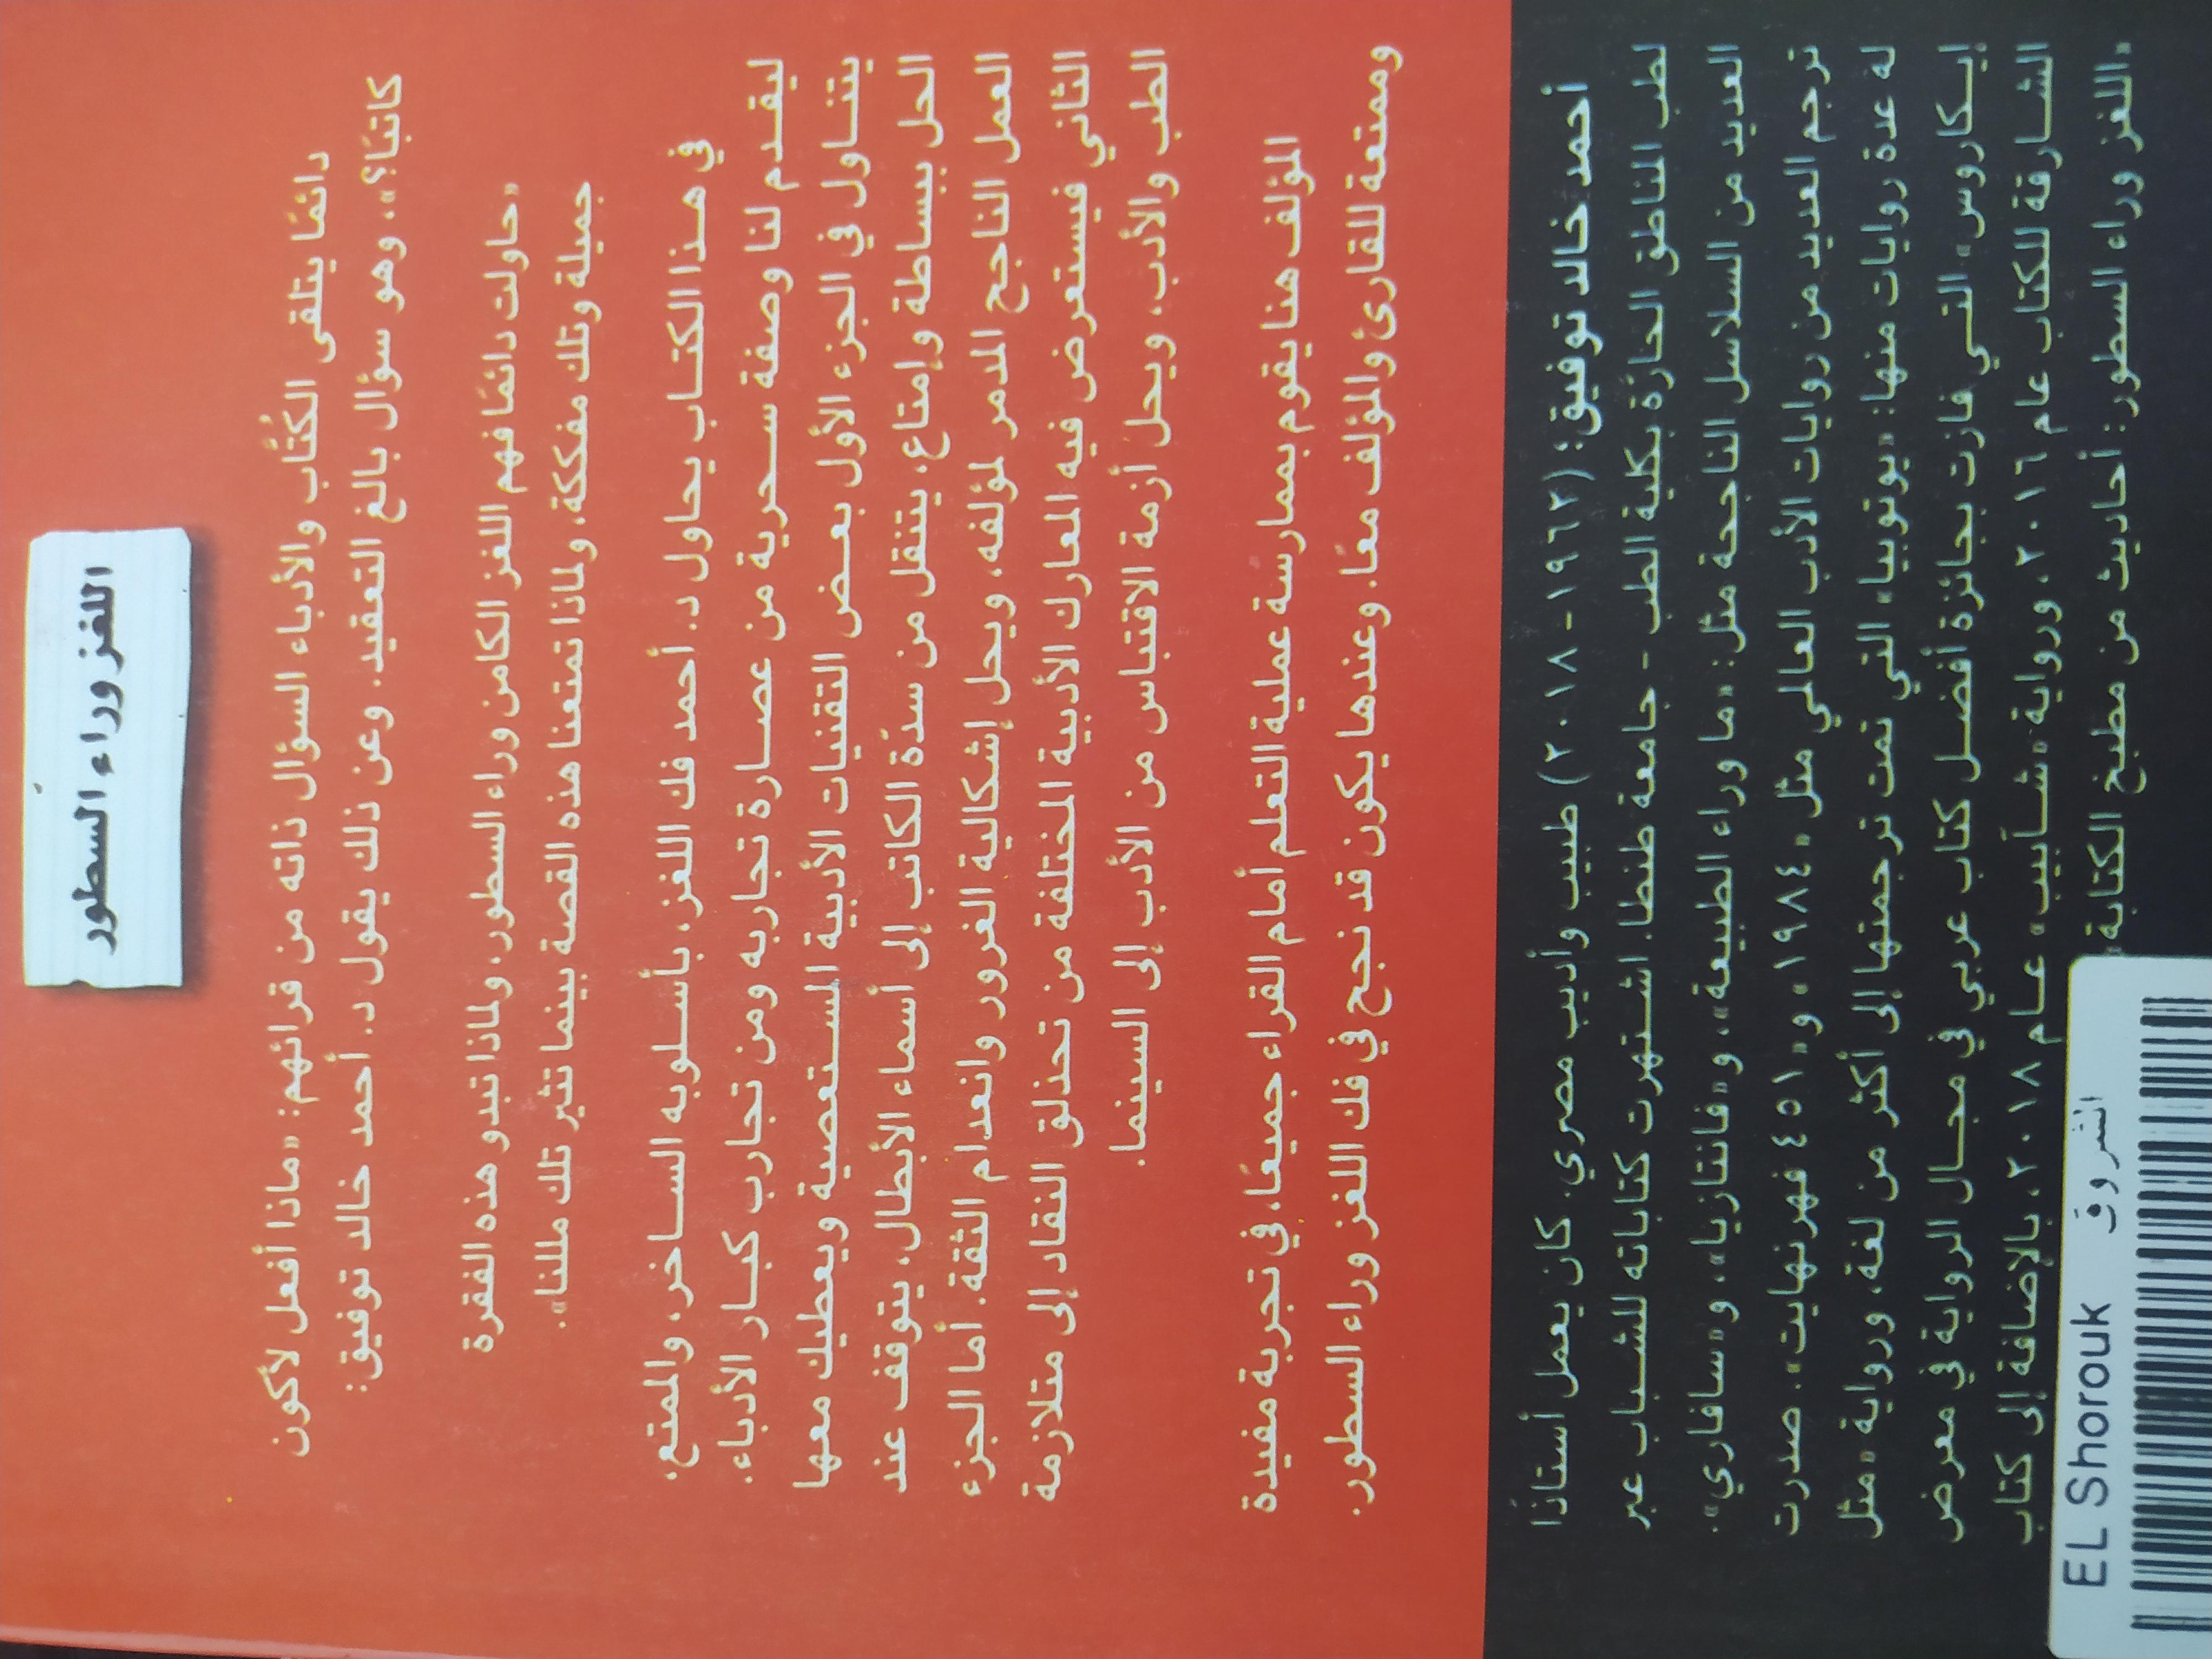 اللغز وراء السطور
دائمًا يتلقى الكُتَّاب والأدباء السؤال ذاته من قرائهم: «ماذا أفعل لأكون
كاتبًا؟»، وهو سؤال بالغ التعقيد. وعن ذلك يقول د. أحمد خالد توفيق:
«حاولت دائمًا فهم اللغز الكامن وراء السطور، ولماذا تبدو هذه الفقرة
جميلة وتلك مفككة، ولماذا تمتعنا هذه القصة بينما تثير تلك مللنا».
في هذا الكتاب يحاول د. أحمد فك اللغز، بأسلوبه الساخر، والممتع،
ليقدم لنا وصفة سحرية من عصارة تجاربه ومن تجارب كبار الأدباء.
يتناول في الجزء الأول بعض التقنيات الأدبية المستعصية ويعطيك معها
الحل ببساطة وإمتاع، يتنقل من سدّة الكاتب إلى أسماء الأبطال، يتوقف عند
العمل الناجح المدمر لمؤلفه، ويحل إشكالية الغرور وانعدام الثقة. أما الجزء
الثاني فيستعرض فيه المعارك الأدبية المختلفة من تحذلق النقاد إلى متلازمة
الطب والأدب، ويحل أزمة الاقتباس من الأدب إلى السينما.
المؤلف هنا يقوم بممارسة عملية التعلم أمام القراء جميعًا، في تجربة مفيدة
وممتعة للقارئ والمؤلف معًا. وعندها يكون قد نجح في فك اللغز وراء السطور.
أحمد خالد توفيق: (١٩٦٢- ٢٠١٨) طبيب وأديب مصري. كان يعمل أستاذًا
لطب المناطق الحارّة بكلية الطب - جامعة طنطا. اشتهرت كتاباته للشباب عبر
العديد من السلاسل الناجحة مثل: «ما وراء الطبيعة»، و«فانتازيا»، و«سافاري».
ترجم العديد من روايات الأدب العالمي مثل «١٩٨٤» و«٤٥١ فهرنهايت». صدرت
له عدة روايات منها: «يوتوبيا» التي تمت ترجمتها إلى أكثر من لغة، ورواية «مثل
إيكاروس» التي فازت بجائزة أفضل كتاب عربي في مجال الرواية في معرض
الشارقة للكتاب عام ٢٠١٦، ورواية «شآبيب» عام ٢٠١٨، بالإضافة إلى كتاب
«اللغز وراء السطور: أحاديث من مطبخ الكتابة»
EL Shorouk الشروق